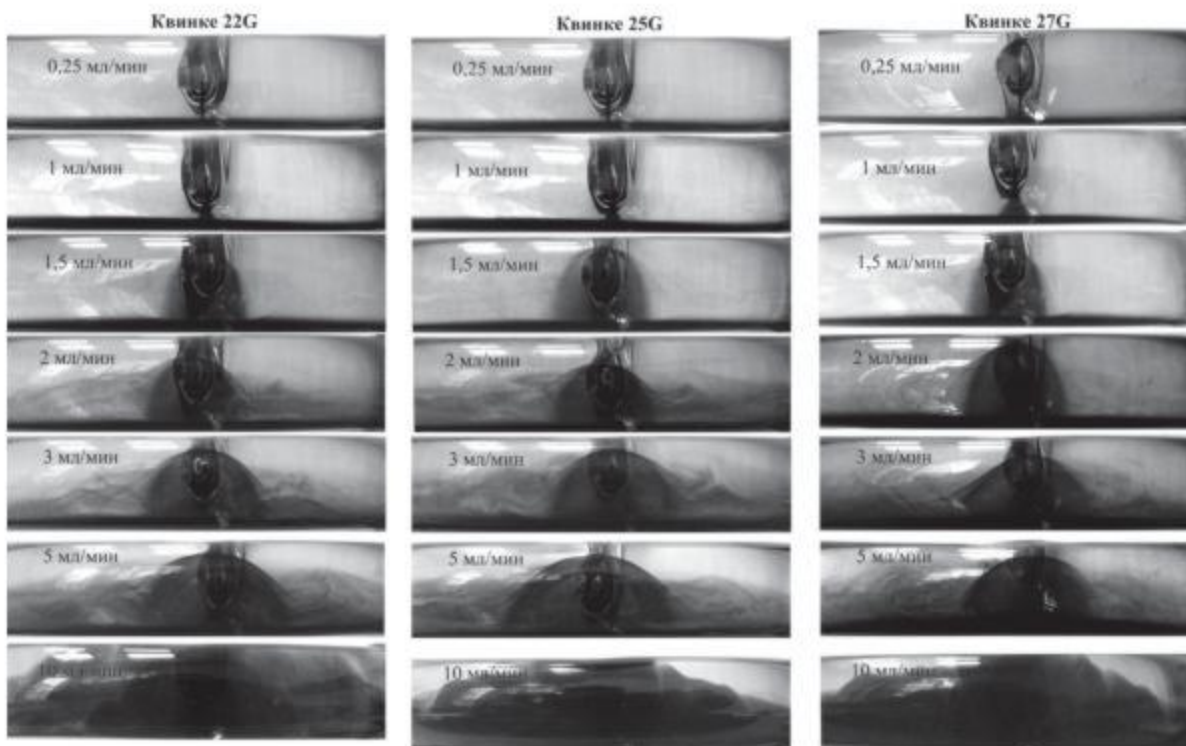 Квинке 22G
0,25 мл/мин
1 мл/мин
1,5 мл/мин
2 мл/мин
3 мл/мин
5 мл/мин
10 мл/мин
Квинке 25G
0,25 мл/мин
1 мл/мин
1,5 мл/мин
2 мл/мин
3 мл/мин
5 мл/мин
10 мл/мин
Квинке 27G
0,25 мл/мин
1 мл/мин
1,5 мл/мин
2 мл/мин
3 мл/мин
5 мл/мин
10 мл/мин